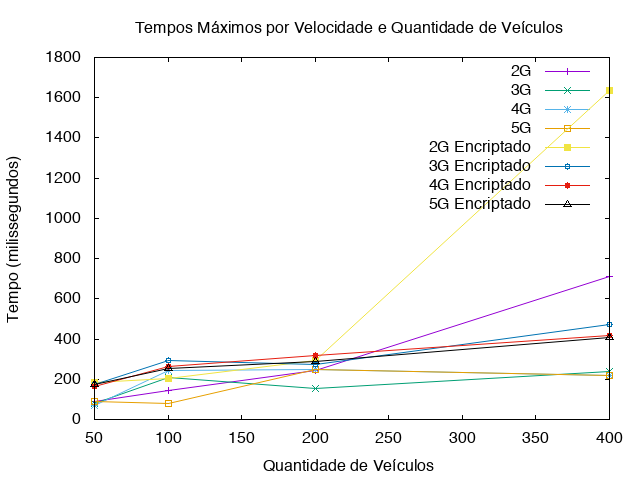 Tempos Máximos por Velocidade e Quantidade de Veículos
1800
1600
1400
1200
1000
800
600
400
200
0
Tempo (milissegundos)
2G
3G
4G
5G
2G Encriptado
3G Encriptado
4G Encriptado
5G Encriptado
50 100 150 200 250 300 350 400
Quantidade de Veículos